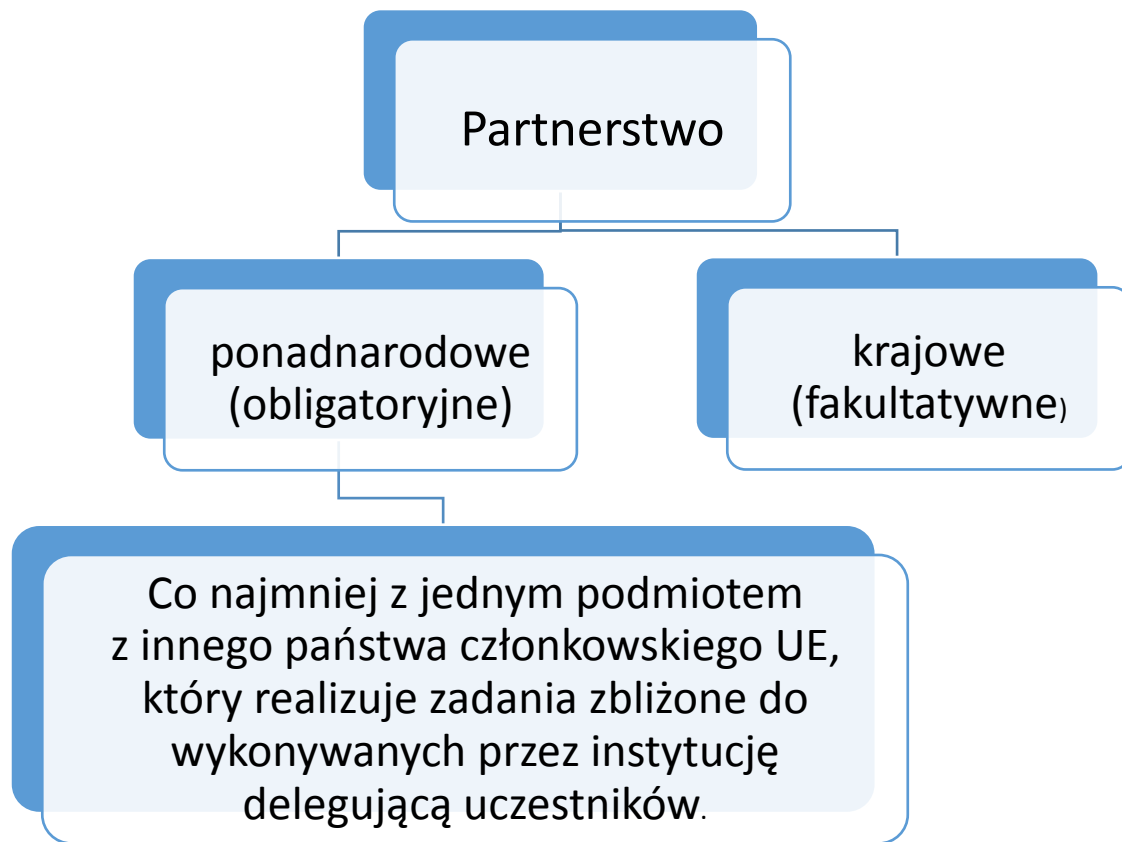 Partnerstwo
ponadnarodowe
(obligatoryjne)
krajowe
(fakultatywne)
Co najmniej z jednym podmiotem
z innego państwa członkowskiego UE,
który realizuje zadania zbliżone do
wykonywanych przez instytucję
delegującą uczestników.